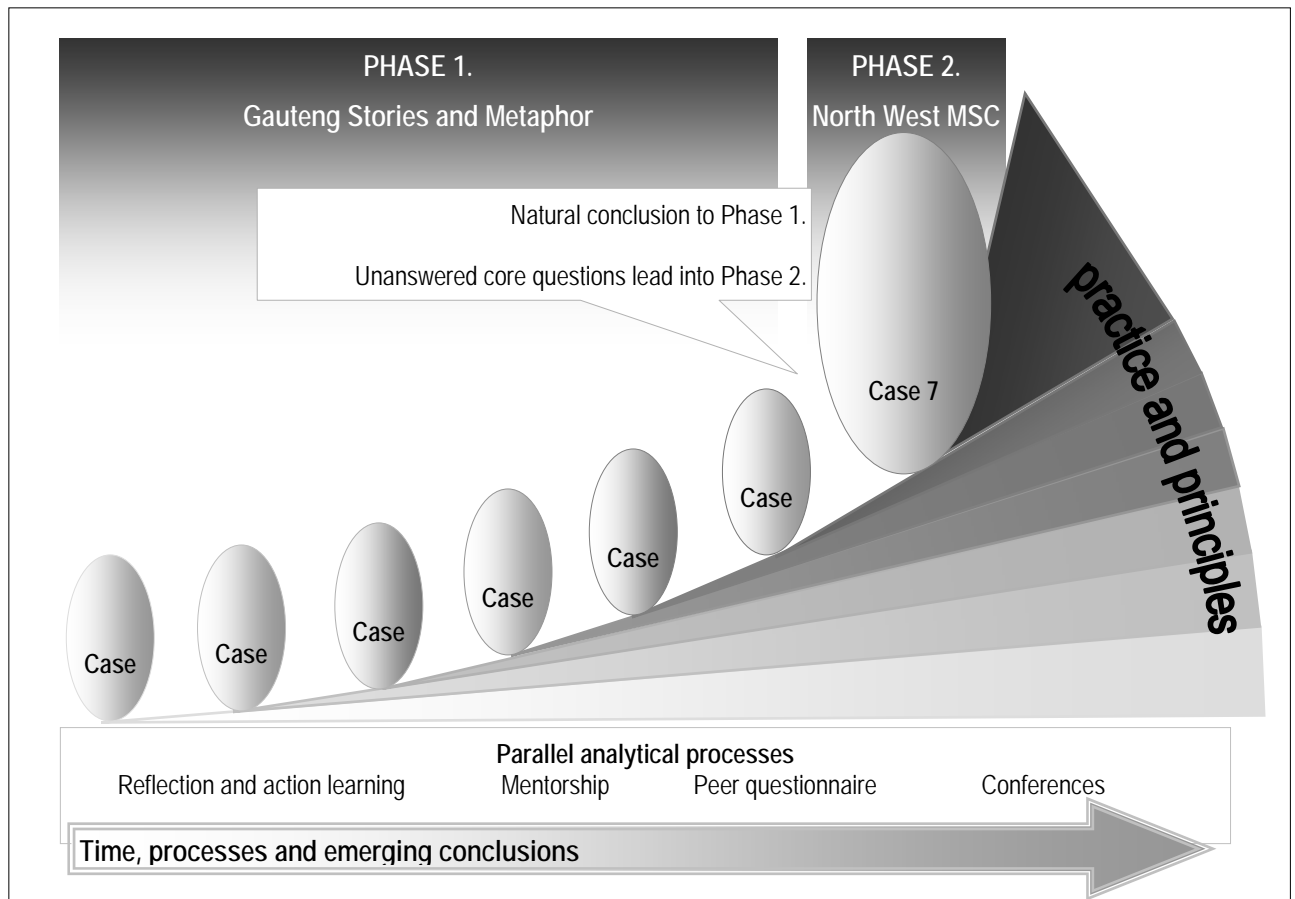 PHASE 1.
Gauteng Stories and Metaphor
PHASE 2.
North West MSC
Natural conclusion to Phase 1.
Unanswered core questions lead into Phase 2.
Case
Case
Case
Case
Case
Case
Case 7
practice and principles
Parallel analytical processes
Reflection and action learning Mentorship Peer questionnaire Conferences
Time, processes and emerging conclusions